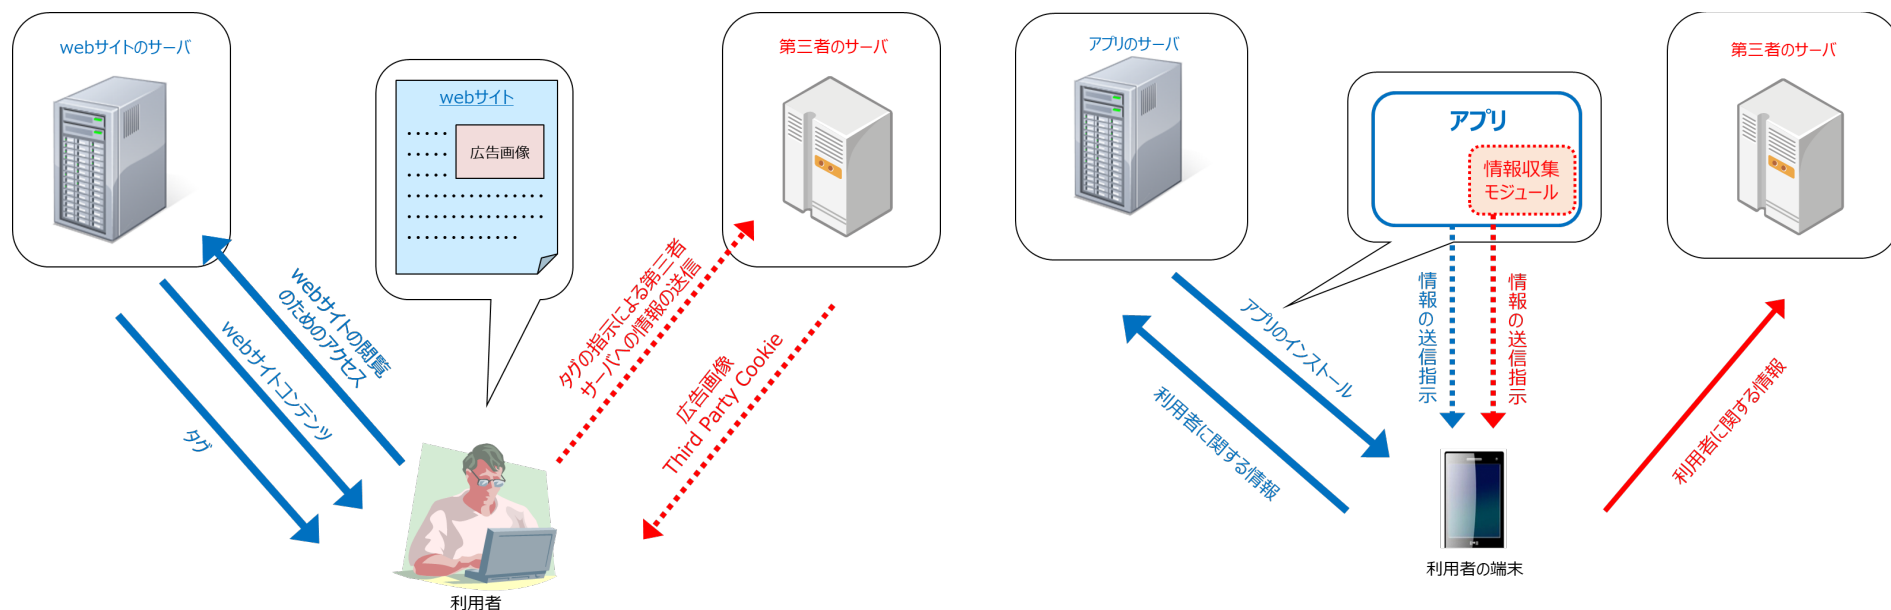 webサイトのサーバ
webサイト
広告画像
第三者のサーバ
webサイトの閲覧
のためのアクセス
webサイトコンテンツ
タグ
タグの指示による第三者
サーバへの情報の送信
広告画像
Third Party Cookie
利用者
アプリのサーバ
アプリ
情報収集
モジュール
第三者のサーバ
アプリのインストール
利用者に関する情報
情報の送信指示
情報の送信指示
利用者に関する情報
利用者の端末